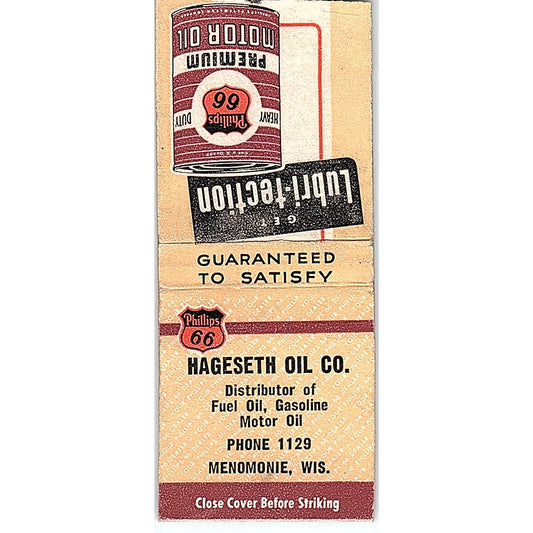 PREMIUM
MOTOR OIL
HEAVY DUTY
Phillips
66
GET
Lubri-tection
GUARANTEED
TO SATISFY
Phillips
66
HAGESETH OIL CO.
Distributor of
Fuel Oil, Gasoline
Motor Oil
PHONE 1129
MENOMONIE, WIS.
Close Cover Before Striking